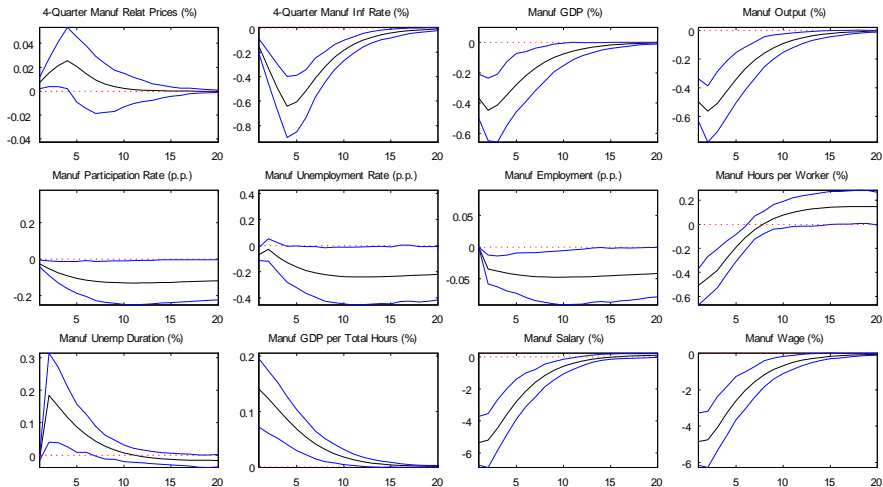 4-Quarter Manuf Relat Prices (%)
4-Quarter Manuf Inf Rate (%)
Manuf GDP (%)
Manuf Output (%)
0.04
0.02
0
-0.02
-0.04
5 10 15 20
0
-0.2
-0.4
-0.6
-0.8
5 10 15 20
0
-0.2
-0.4
-0.6
5 10 15 20
0
-0.2
-0.4
-0.6
5 10 15 20
Manuf Participation Rate (p.p.)
Manuf Unemployment Rate (p.p.)
Manuf Employment (p.p.)
Manuf Hours per Worker (%)
0.2
0
-0.2
5 10 15 20
0.4
0.2
0
-0.2
-0.4
5 10 15 20
0.05
0
-0.05
5 10 15 20
0.2
0
-0.2
-0.4
-0.6
5 10 15 20
Manuf Unemp Duration (%)
Manuf GDP per Total Hours (%)
Manuf Salary (%)
Manuf Wage (%)
0.3
0.2
0.1
0
5 10 15 20
0.2
0.1
0
5 10 15 20
0
-2
-4
-6
5 10 15 20
0
-2
-4
-6
5 10 15 20